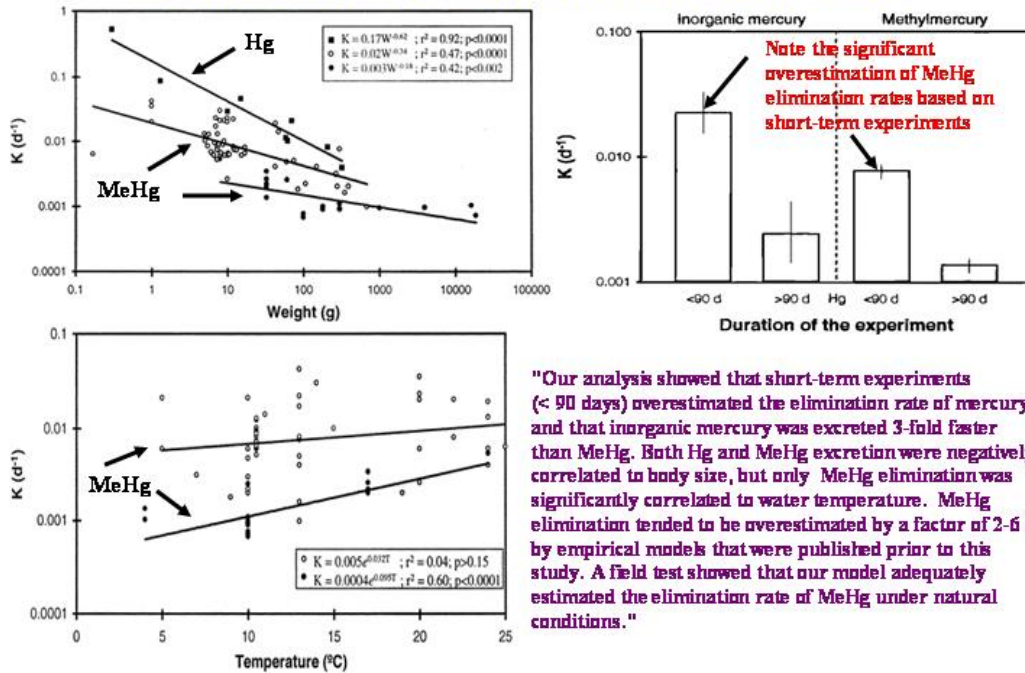 K (d⁻¹)
1
0.1
0.01
0.001
0.0001
Hg
MeHg
K = 0.17W^-0.62 ; r² = 0.92; p<0.0001
K = 0.02W^-0.34 ; r² = 0.47; p<0.0001
K = 0.003W^-0.18 ; r² = 0.42; p<0.002
0.1 1 10 100 1000 10000 100000
Weight (g)
Inorganic mercury Methylmercury
K (d⁻¹)
0.100
0.010
0.001
Note the significant
overestimation of MeHg
elimination rates based on
short-term experiments
<90 d >90 d Hg <90 d >90 d
Duration of the experiment
K (d⁻¹)
0.1
0.01
0.001
0.0001
MeHg
K = 0.005e^0.032T ; r² = 0.04; p>0.15
K = 0.0004e^0.095T ; r² = 0.60; p<0.0001
0 5 10 15 20 25
Temperature (ºC)
"Our analysis showed that short-term experiments
(< 90 days) overestimated the elimination rate of mercury
and that inorganic mercury was excreted 3-fold faster
than MeHg. Both Hg and MeHg excretion were negativel
correlated to body size, but only MeHg elimination was
significantly correlated to water temperature. MeHg
elimination tended to be overestimated by a factor of 2-6
by empirical models that were published prior to this
study. A field test showed that our model adequately
estimated the elimination rate of MeHg under natural
conditions."